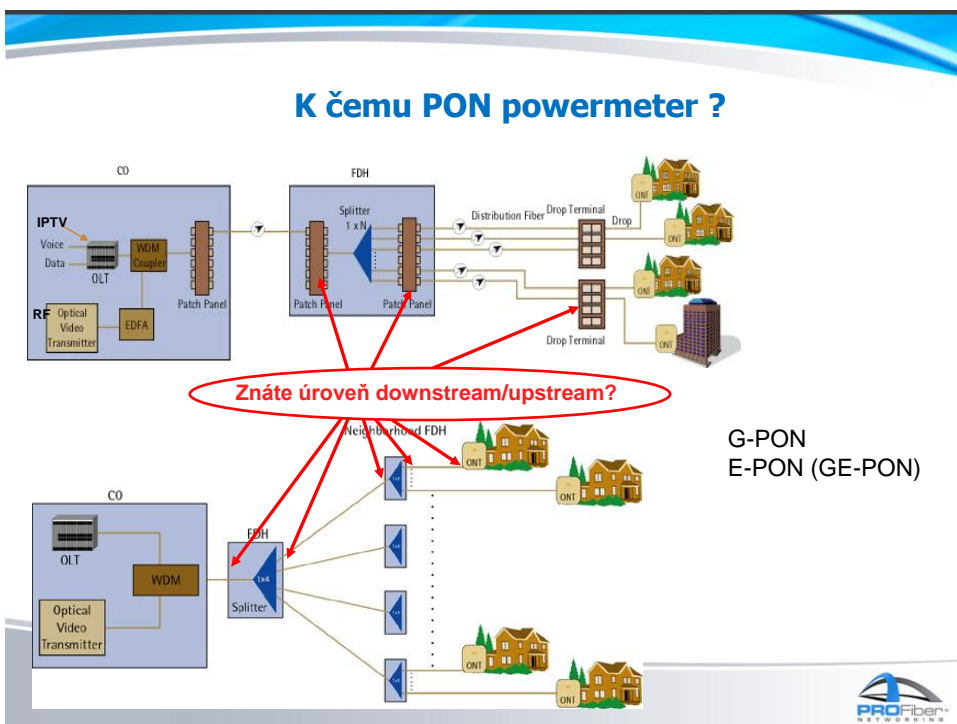 K čemu PON powermeter ?
CO
FDH
IPTV
Voice
Data
OLT
WDM
Coupler
Patch Panel
RF
Optical
Video
Transmitter
EDFA
Splitter
1 x N
Patch Panel
Patch Panel
Distribution Fiber
Drop Terminal
Drop
Drop Terminal
ONT
ONT
ONT
ONT
Znáte úroveň downstream/upstream?
Neighborhood FDH
G-PON
E-PON (GE-PON)
CO
OLT
WDM
Optical
Video
Transmitter
FDH
1x4
Splitter
ONT
ONT
ONT
ONT
PROFiber
NETWORKING